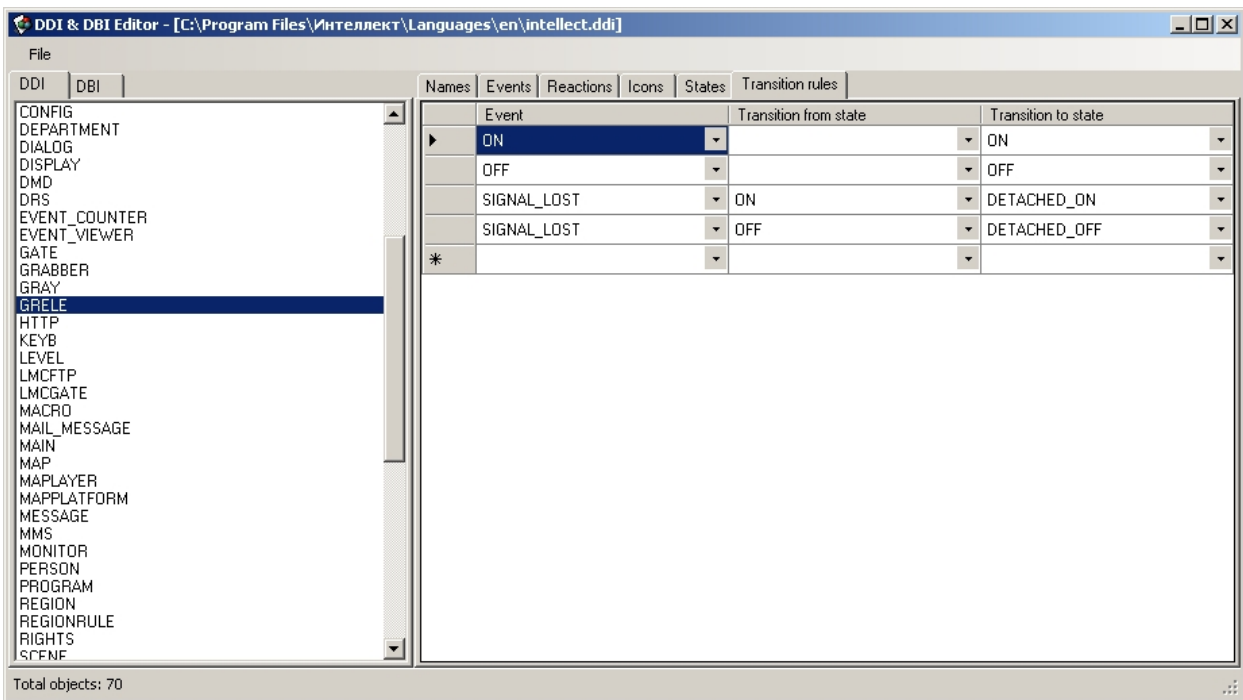 DDI & DBI Editor - [C:\Program Files\Интеллект\Languages\en\intellect.ddi]
File
DDI DBI
CONFIG
DEPARTMENT
DIALOG
DISPLAY
DMD
DRS
EVENT_COUNTER
EVENT_VIEWER
GATE
GRABBER
GRAY
GRELE
HTTP
KEYB
LEVEL
LMCFTP
LMCGATE
MACRO
MAIL_MESSAGE
MAIN
MAP
MAPLAYER
MAPPLATFORM
MESSAGE
MMS
MONITOR
PERSON
PROGRAM
REGION
REGIONRULE
RIGHTS
SCENE
Names Events Reactions Icons States Transition rules
Event Transition from state Transition to state
ON ON
OFF OFF
SIGNAL_LOST ON DETACHED_ON
SIGNAL_LOST OFF DETACHED_OFF
Total objects: 70